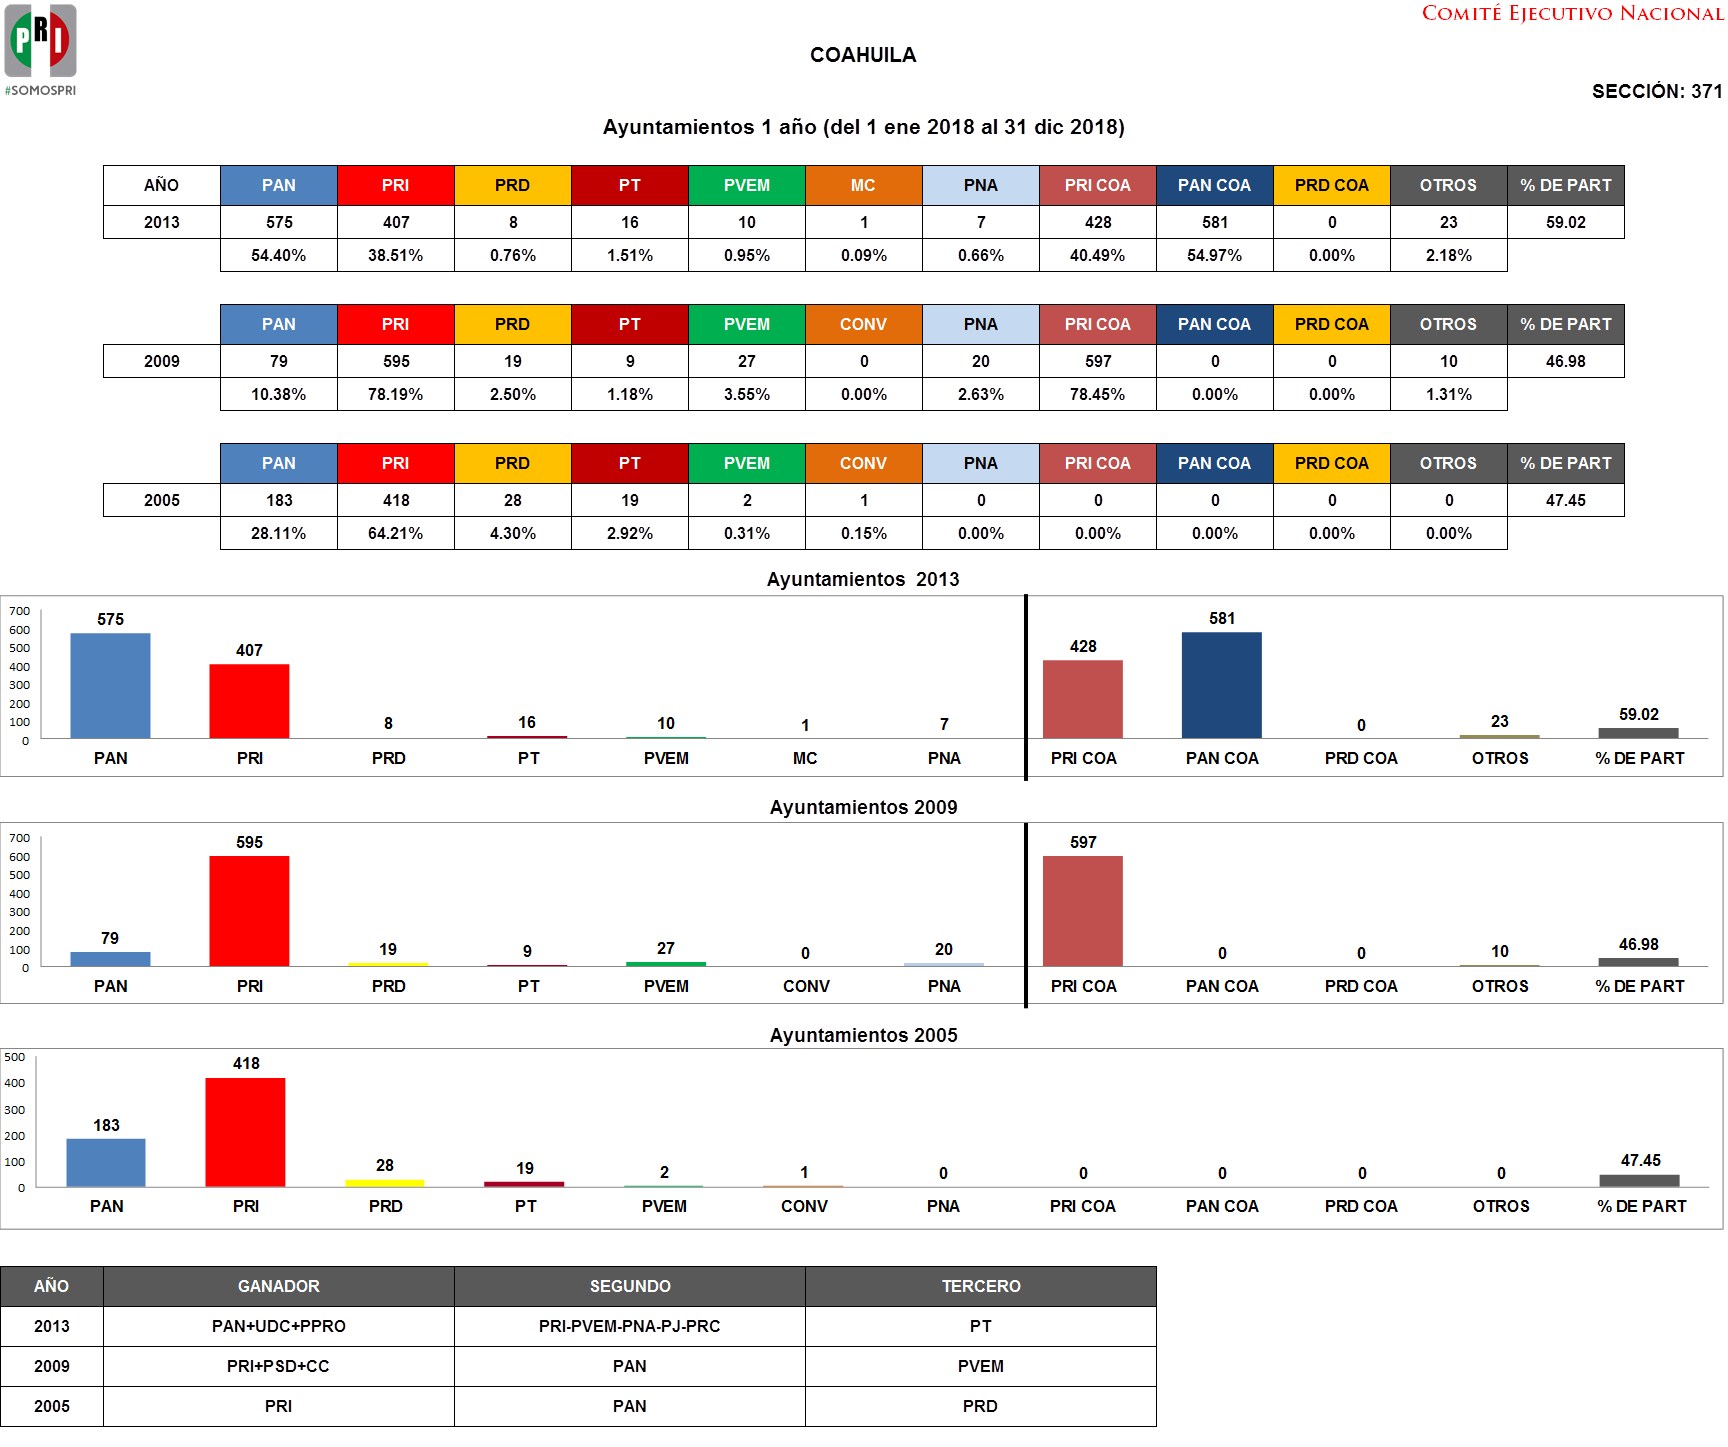 PRI
#SOMOSPRI
COMITÉ EJECUTIVO NACIONAL
COAHUILA
SECCIÓN: 371
Ayuntamientos 1 año (del 1 ene 2018 al 31 dic 2018)
AÑO PAN PRI PRD PT PVEM MC PNA PRI COA PAN COA PRD COA OTROS % DE PART
2013 575 407 8 16 10 1 7 428 581 0 23 59.02
54.40% 38.51% 0.76% 1.51% 0.95% 0.09% 0.66% 40.49% 54.97% 0.00% 2.18%
PAN PRI PRD PT PVEM CONV PNA PRI COA PAN COA PRD COA OTROS % DE PART
2009 79 595 19 9 27 0 20 597 0 0 10 46.98
10.38% 78.19% 2.50% 1.18% 3.55% 0.00% 2.63% 78.45% 0.00% 0.00% 1.31%
PAN PRI PRD PT PVEM CONV PNA PRI COA PAN COA PRD COA OTROS % DE PART
2005 183 418 28 19 2 1 0 0 0 0 0 47.45
28.11% 64.21% 4.30% 2.92% 0.31% 0.15% 0.00% 0.00% 0.00% 0.00% 0.00%
Ayuntamientos 2013
700
600
500
400
300
200
100
0
575 407 8 16 10 1 7 428 581 0 23 59.02
PAN PRI PRD PT PVEM MC PNA PRI COA PAN COA PRD COA OTROS % DE PART
Ayuntamientos 2009
700
600
500
400
300
200
100
0
79 595 19 9 27 0 20 597 0 0 10 46.98
PAN PRI PRD PT PVEM CONV PNA PRI COA PAN COA PRD COA OTROS % DE PART
Ayuntamientos 2005
500
400
300
200
100
0
183 418 28 19 2 1 0 0 0 0 0 47.45
PAN PRI PRD PT PVEM CONV PNA PRI COA PAN COA PRD COA OTROS % DE PART
AÑO GANADOR SEGUNDO TERCERO
2013 PAN+UDC+PPRO PRI-PVEM-PNA-PJ-PRC PT
2009 PRI+PSD+CC PAN PVEM
2005 PRI PAN PRD